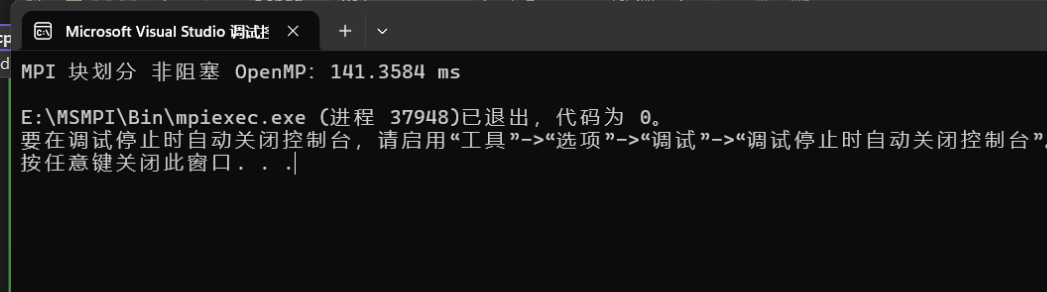 cp
Microsoft Visual Studio 调试控
d
MPI 块划分 非阻塞 OpenMP: 141.3584 ms
E:\MSMPI\Bin\mpiexec.exe (进程 37948)已退出，代码为 0。
要在调试停止时自动关闭控制台，请启用“工具”->“选项”->“调试”->“调试停止时自动关闭控制台”。
按任意键关闭此窗口. . .